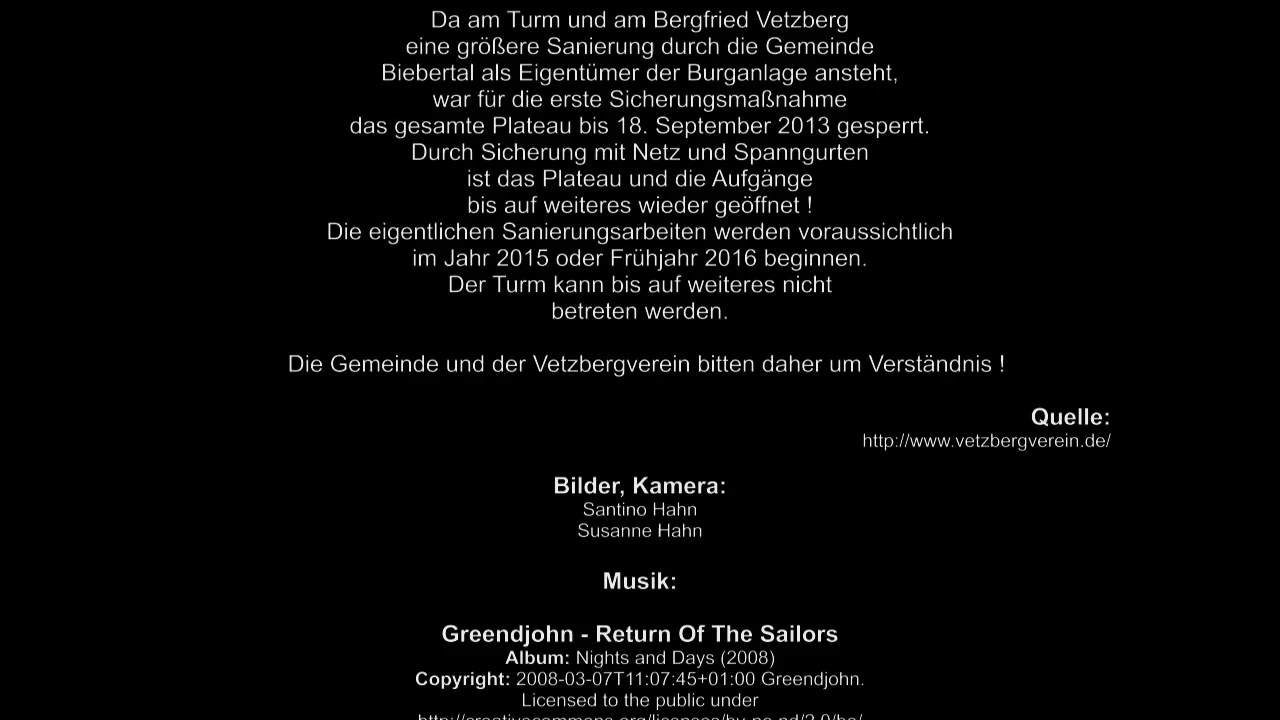 Da am Turm und am Bergfried Vetzberg
eine größere Sanierung durch die Gemeinde
Biebertal als Eigentümer der Burganlage ansteht,
war für die erste Sicherungsmaßnahme
das gesamte Plateau bis 18. September 2013 gesperrt.
Durch Sicherung mit Netz und Spanngurten
ist das Plateau und die Aufgänge
bis auf weiteres wieder geöffnet !
Die eigentlichen Sanierungsarbeiten werden voraussichtlich
im Jahr 2015 oder Frühjahr 2016 beginnen.
Der Turm kann bis auf weiteres nicht
betreten werden.
Die Gemeinde und der Vetzbergverein bitten daher um Verständnis !
Quelle:
http://www.vetzbergverein.de/
Bilder, Kamera:
Santino Hahn
Susanne Hahn
Musik:
Greendjohn - Return Of The Sailors
Album: Nights and Days (2008)
Copyright: 2008-03-07T11:07:45+01:00 Greendjohn.
Licensed to the public under